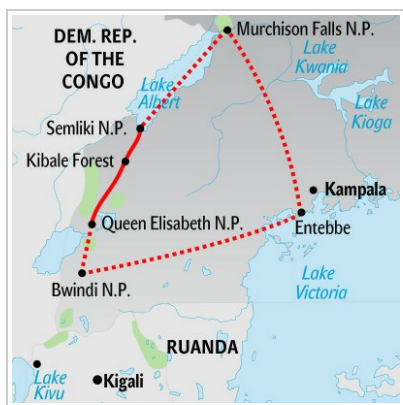 Murchison Falls N.P.
DEM. REP.
OF THE
CONGO
Lake
Kwania
Lake
Albert
Lake
Kioga
Semliki N.P.
Kibale Forest
Kampala
Queen Elisabeth N.P.
Entebbe
Bwindi N.P.
Lake
Victoria
RUANDA
Lake
Kivu
Kigali